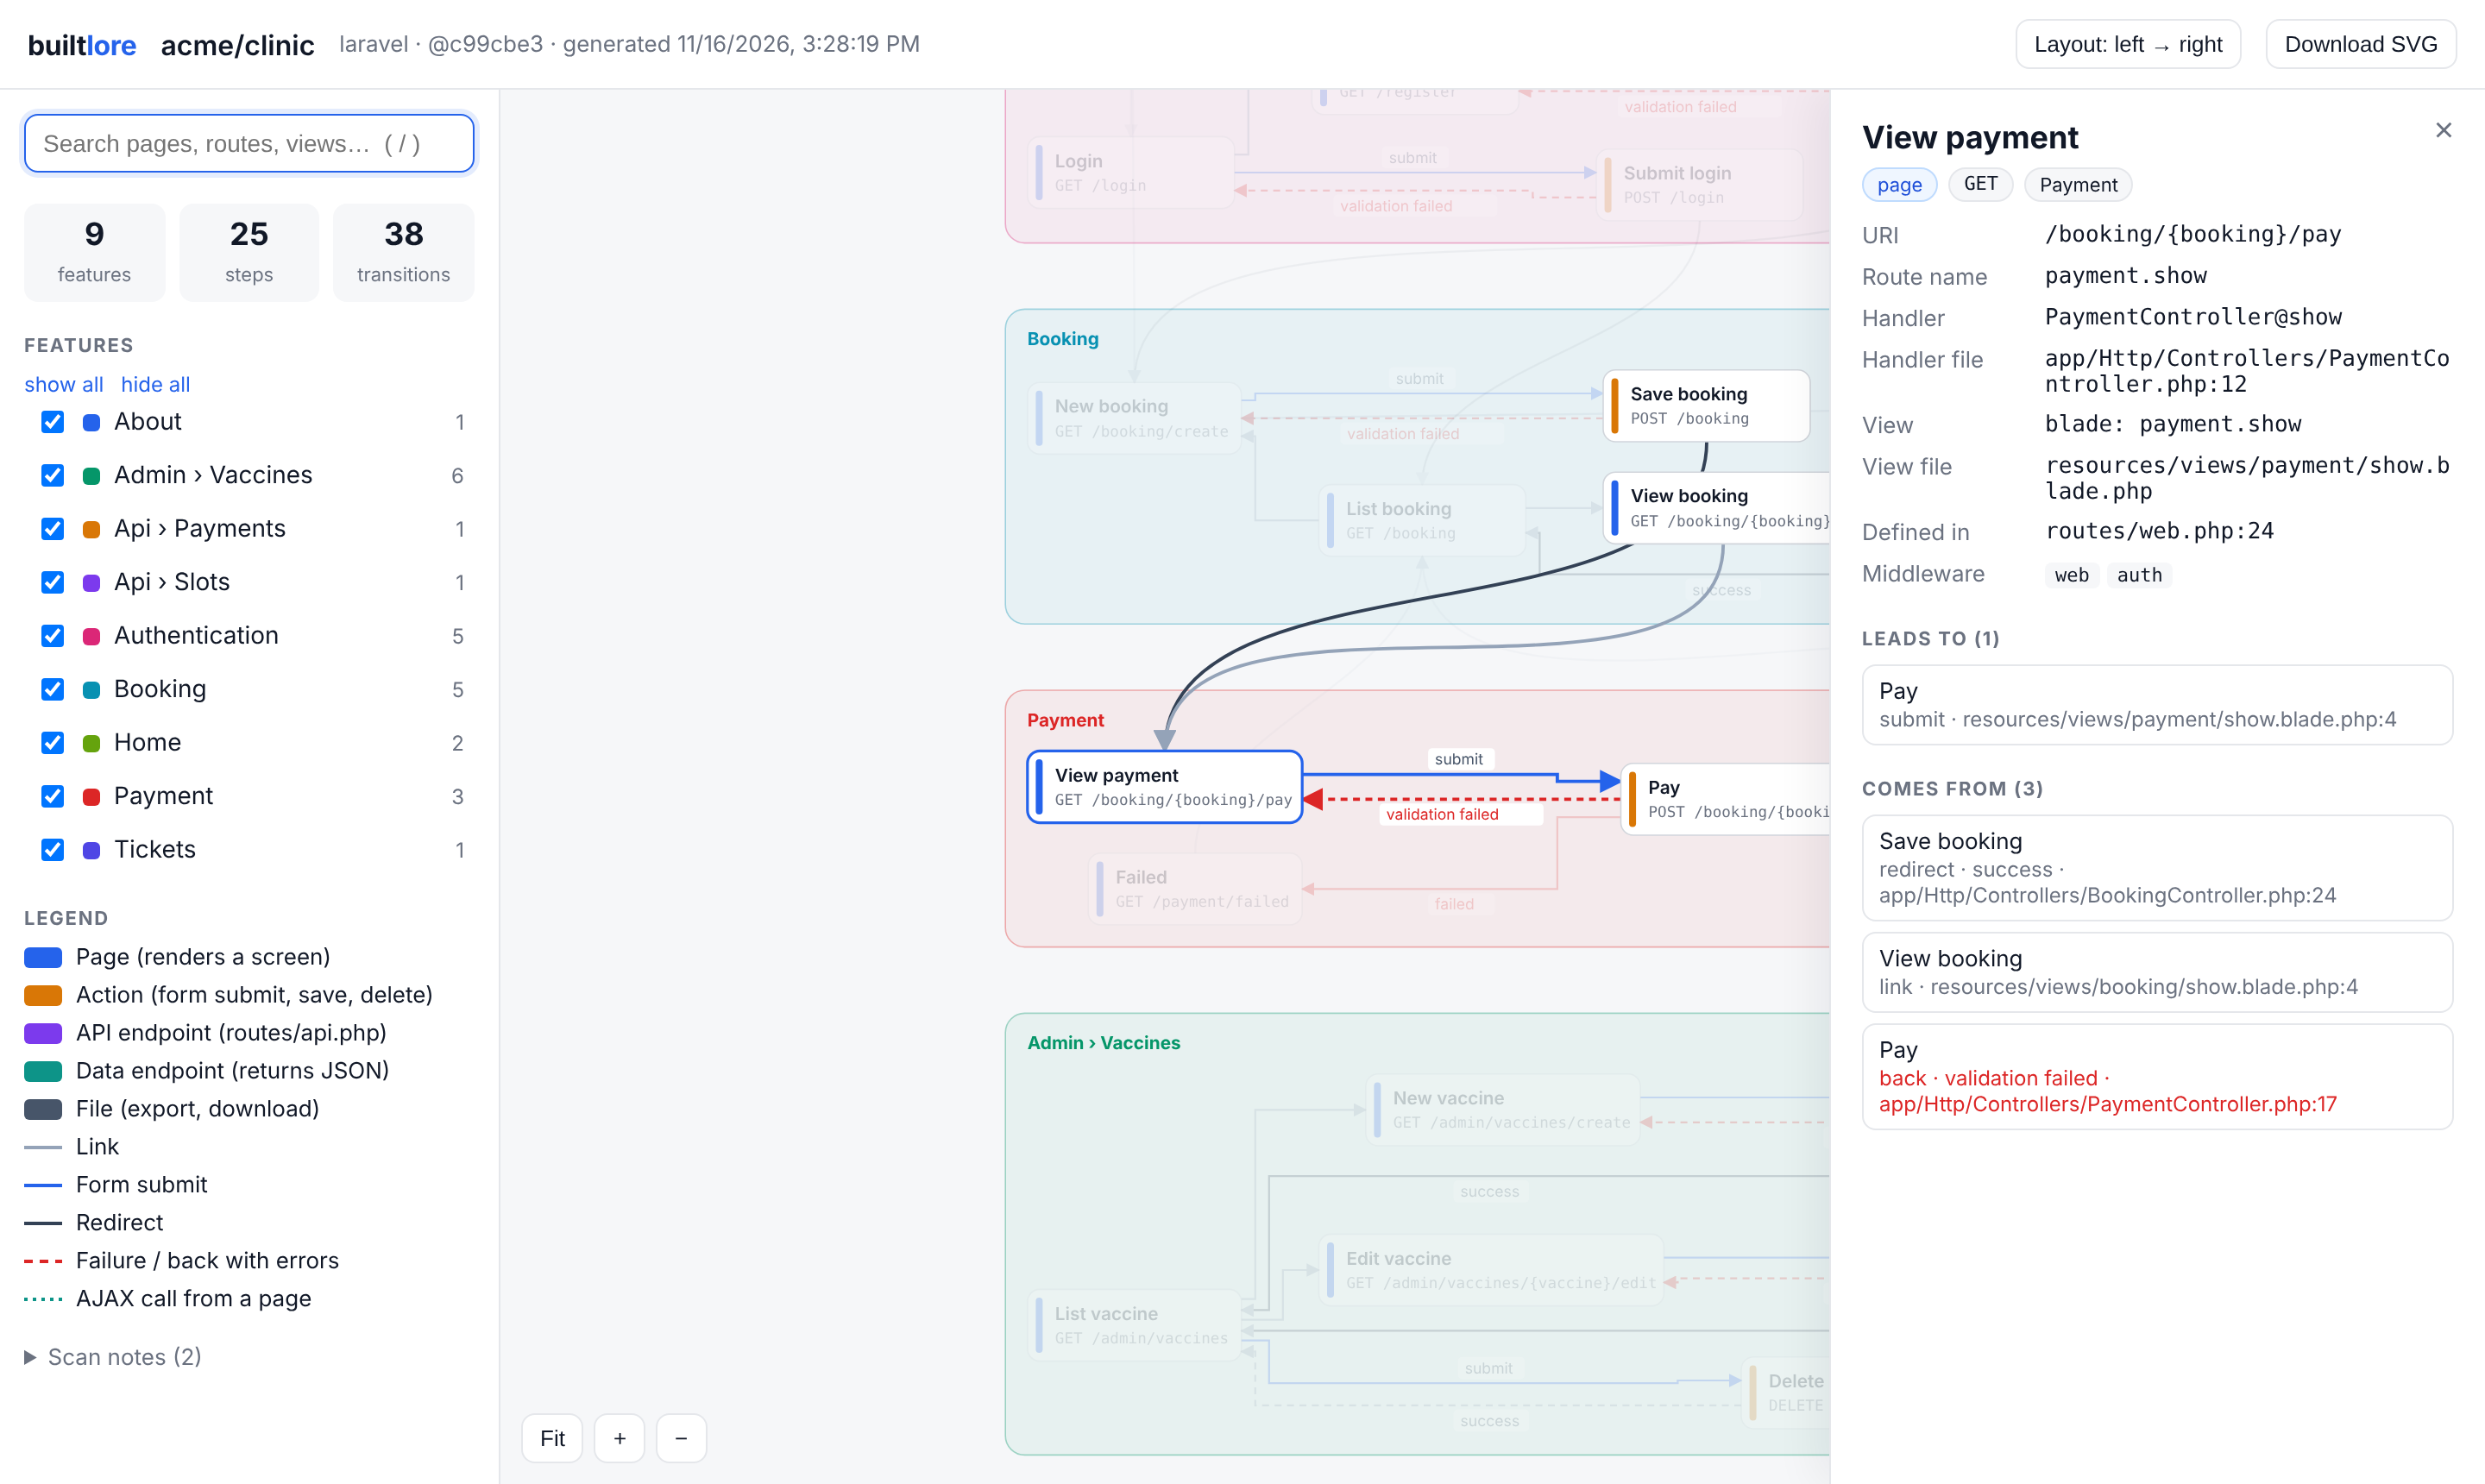 builtlore acme/clinic laravel · @c99cbe3 · generated 11/16/2026, 3:28:19 PM
Layout: left → right
Download SVG
Search pages, routes, views… ( / )
9
features
25
steps
38
transitions
FEATURES
show all hide all
About 1
Admin › Vaccines 6
Api › Payments 1
Api › Slots 1
Authentication 5
Booking 5
Home 2
Payment 3
Tickets 1
LEGEND
Page (renders a screen)
Action (form submit, save, delete)
API endpoint (routes/api.php)
Data endpoint (returns JSON)
File (export, download)
Link
Form submit
Redirect
Failure / back with errors
AJAX call from a page
Scan notes (2)
GET /register
validation failed
Login
GET /login
submit
validation failed
Submit login
POST /login
Booking
New booking
GET /booking/create
submit
validation failed
Save booking
POST /booking
List booking
GET /booking
View booking
GET /booking/{booking}
success
Payment
View payment
GET /booking/{booking}/pay
submit
validation failed
Pay
POST /booking/{booki
Failed
GET /payment/failed
failed
Admin › Vaccines
New vaccine
GET /admin/vaccines/create
success
Edit vaccine
GET /admin/vaccines/{vaccine}/edit
List vaccine
GET /admin/vaccines
submit
success
Delete
DELETE
Fit
+
−
View payment
×
page GET Payment
URI /booking/{booking}/pay
Route name payment.show
Handler PaymentController@show
Handler file app/Http/Controllers/PaymentCo
ntroller.php:12
View blade: payment.show
View file resources/views/payment/show.b
lade.php
Defined in routes/web.php:24
Middleware web auth
LEADS TO (1)
Pay
submit · resources/views/payment/show.blade.php:4
COMES FROM (3)
Save booking
redirect · success ·
app/Http/Controllers/BookingController.php:24
View booking
link · resources/views/booking/show.blade.php:4
Pay
back · validation failed ·
app/Http/Controllers/PaymentController.php:17